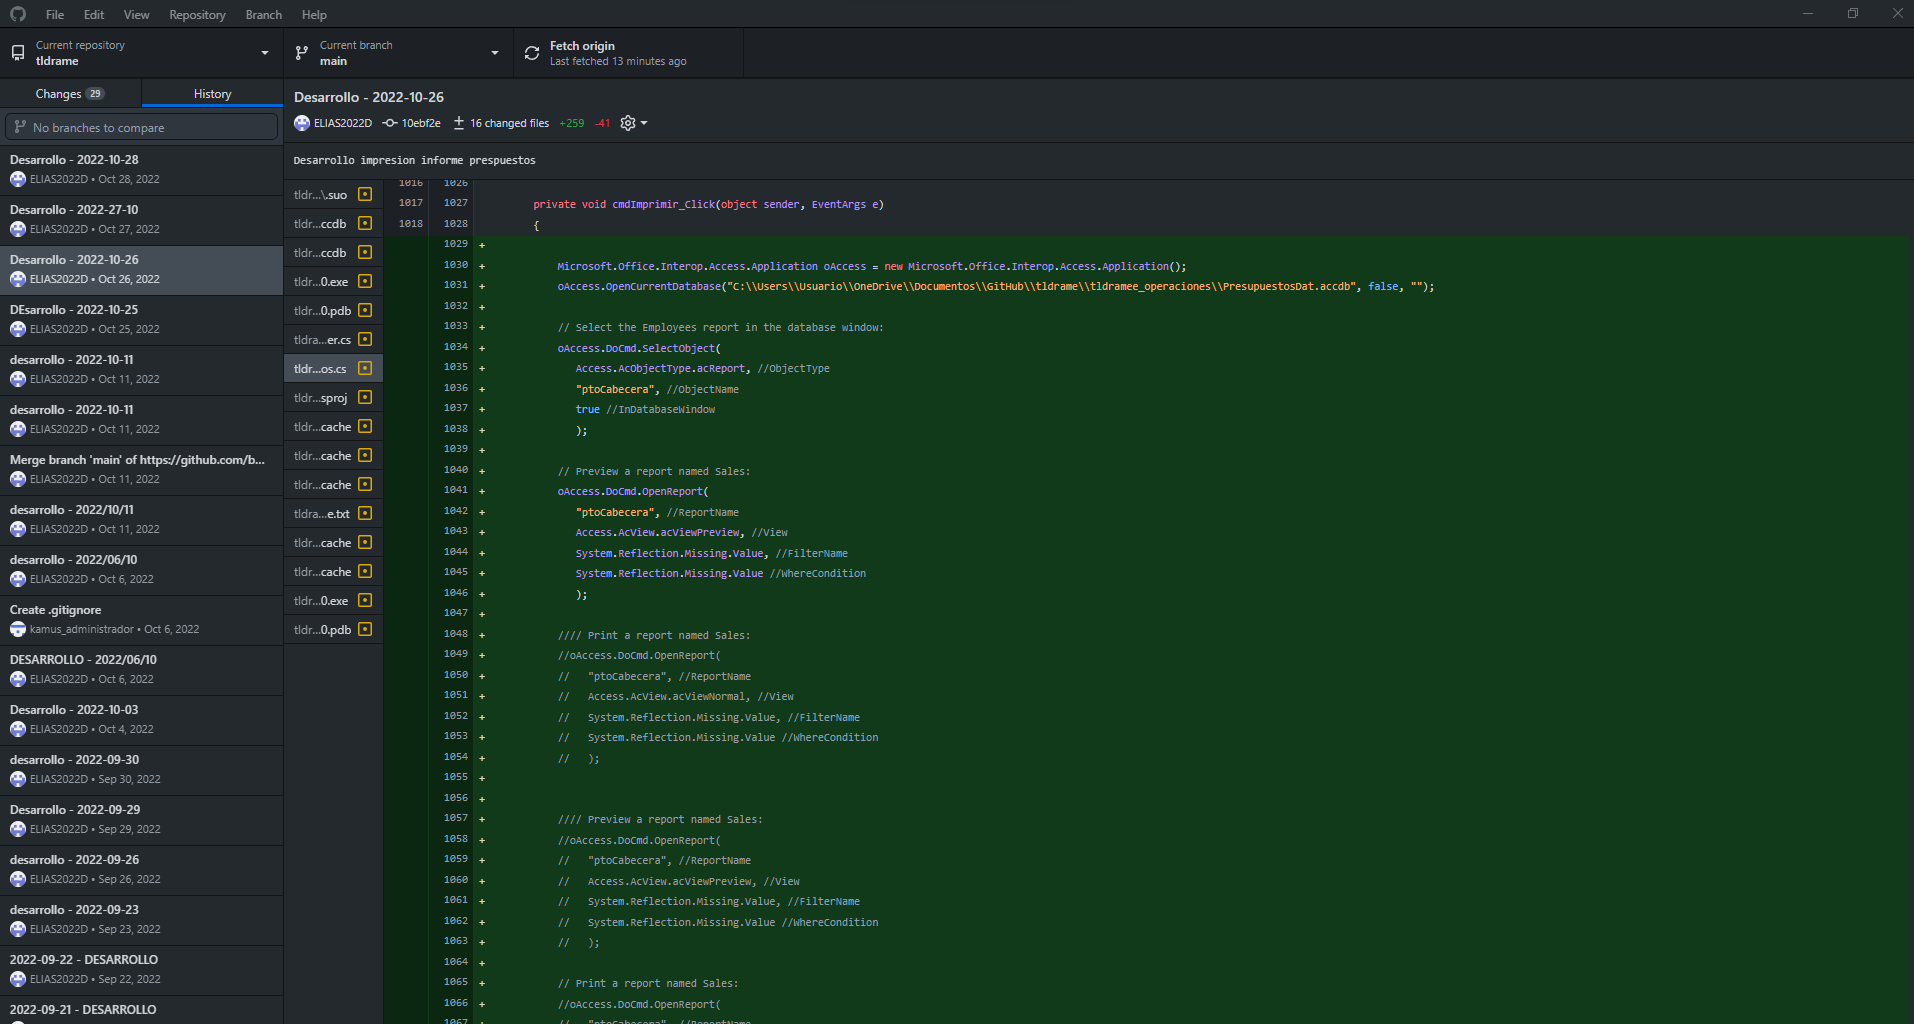 File Edit View Repository Branch Help
Current repository
tldrame
Current branch
main
Fetch origin
Last fetched 13 minutes ago
Changes 29
History
No branches to compare
Desarrollo - 2022-10-28
ELIAS2022D • Oct 28, 2022
Desarrollo - 2022-27-10
ELIAS2022D • Oct 27, 2022
Desarrollo - 2022-10-26
ELIAS2022D • Oct 26, 2022
DEsarrollo - 2022-10-25
ELIAS2022D • Oct 25, 2022
desarrollo - 2022-10-11
ELIAS2022D • Oct 11, 2022
desarrollo - 2022-10-11
ELIAS2022D • Oct 11, 2022
Merge branch 'main' of https://github.com/b...
ELIAS2022D • Oct 11, 2022
desarrollo - 2022/10/11
ELIAS2022D • Oct 11, 2022
desarrollo - 2022/06/10
ELIAS2022D • Oct 6, 2022
Create .gitignore
kamus_administrador • Oct 6, 2022
DESARROLLO - 2022/06/10
ELIAS2022D • Oct 6, 2022
Desarrollo - 2022-10-03
ELIAS2022D • Oct 4, 2022
desarrollo - 2022-09-30
ELIAS2022D • Sep 30, 2022
Desarrollo - 2022-09-29
ELIAS2022D • Sep 29, 2022
desarrollo - 2022-09-26
ELIAS2022D • Sep 26, 2022
desarrollo - 2022-09-23
ELIAS2022D • Sep 23, 2022
2022-09-22 - DESARROLLO
ELIAS2022D • Sep 22, 2022
2022-09-21 - DESARROLLO
Desarrollo - 2022-10-26
ELIAS2022D 10ebf2e 16 changed files +259 -41
Desarrollo impresion informe prespuestos
tldr...\.suo
tldr...ccdb
tldr...ccdb
tldr...0.exe
tldr...0.pdb
tldra...er.cs
tldr...os.cs
tldr...sproj
tldr...cache
tldr...cache
tldr...cache
tldra...e.txt
tldr...cache
tldr...cache
tldr...0.exe
tldr...0.pdb
1016 1026
1017 1027 private void cmdImprimir_Click(object sender, EventArgs e)
1018 1028 {
1029 +
1030 + Microsoft.Office.Interop.Access.Application oAccess = new Microsoft.Office.Interop.Access.Application();
1031 + oAccess.OpenCurrentDatabase("C:\\Users\\Usuario\\OneDrive\\Documentos\\GitHub\\tldrame\\tldramee_operaciones\\PresupuestosDat.accdb", false, "");
1032 +
1033 + // Select the Employees report in the database window:
1034 + oAccess.DoCmd.SelectObject(
1035 + Access.AcObjectType.acReport, //ObjectType
1036 + "ptoCabecera", //ObjectName
1037 + true //InDatabaseWindow
1038 + );
1039 +
1040 + // Preview a report named Sales:
1041 + oAccess.DoCmd.OpenReport(
1042 + "ptoCabecera", //ReportName
1043 + Access.AcView.acViewPreview, //View
1044 + System.Reflection.Missing.Value, //FilterName
1045 + System.Reflection.Missing.Value //WhereCondition
1046 + );
1047 +
1048 + //// Print a report named Sales:
1049 + //oAccess.DoCmd.OpenReport(
1050 + // "ptoCabecera", //ReportName
1051 + // Access.AcView.acViewNormal, //View
1052 + // System.Reflection.Missing.Value, //FilterName
1053 + // System.Reflection.Missing.Value //WhereCondition
1054 + // );
1055 +
1056 +
1057 + //// Preview a report named Sales:
1058 + //oAccess.DoCmd.OpenReport(
1059 + // "ptoCabecera", //ReportName
1060 + // Access.AcView.acViewPreview, //View
1061 + // System.Reflection.Missing.Value, //FilterName
1062 + // System.Reflection.Missing.Value //WhereCondition
1063 + // );
1064 +
1065 + // Print a report named Sales:
1066 + //oAccess.DoCmd.OpenReport(
1067 + // "ptoCabecera", //ReportName